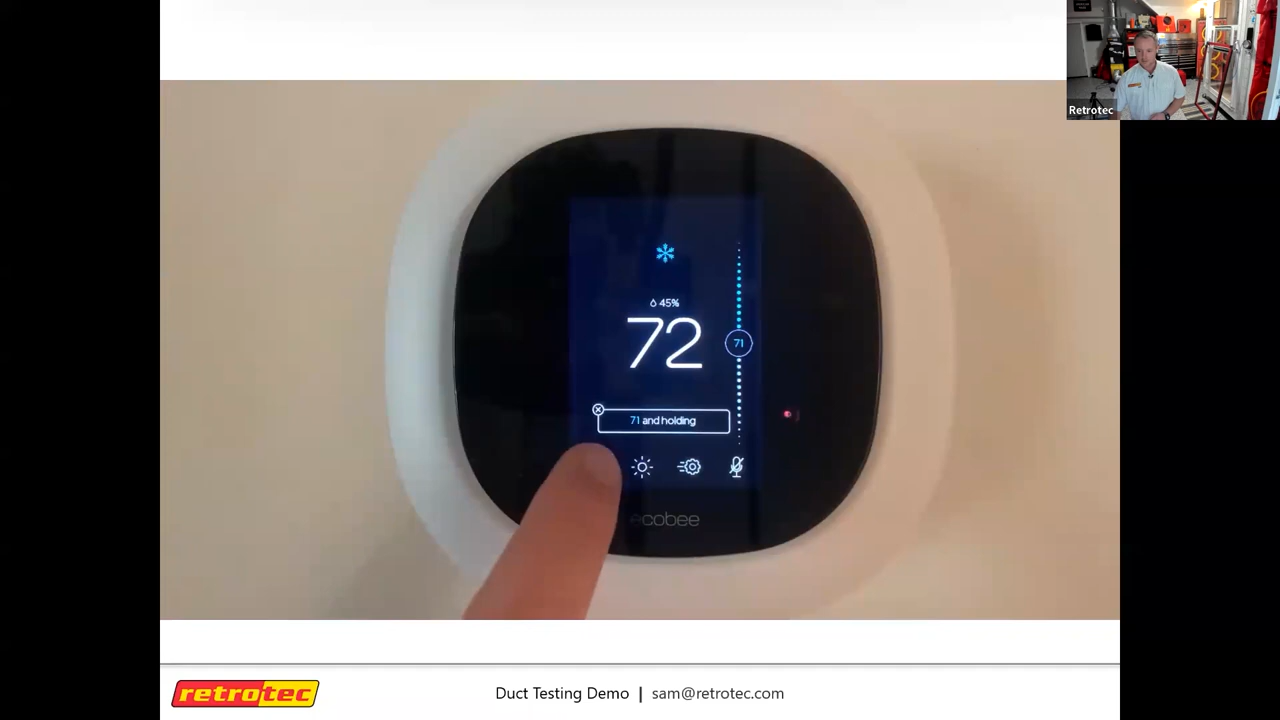 Retrotec
45%
72
71
71 and holding
ecobee
retrotec
Duct Testing Demo | sam@retrotec.com